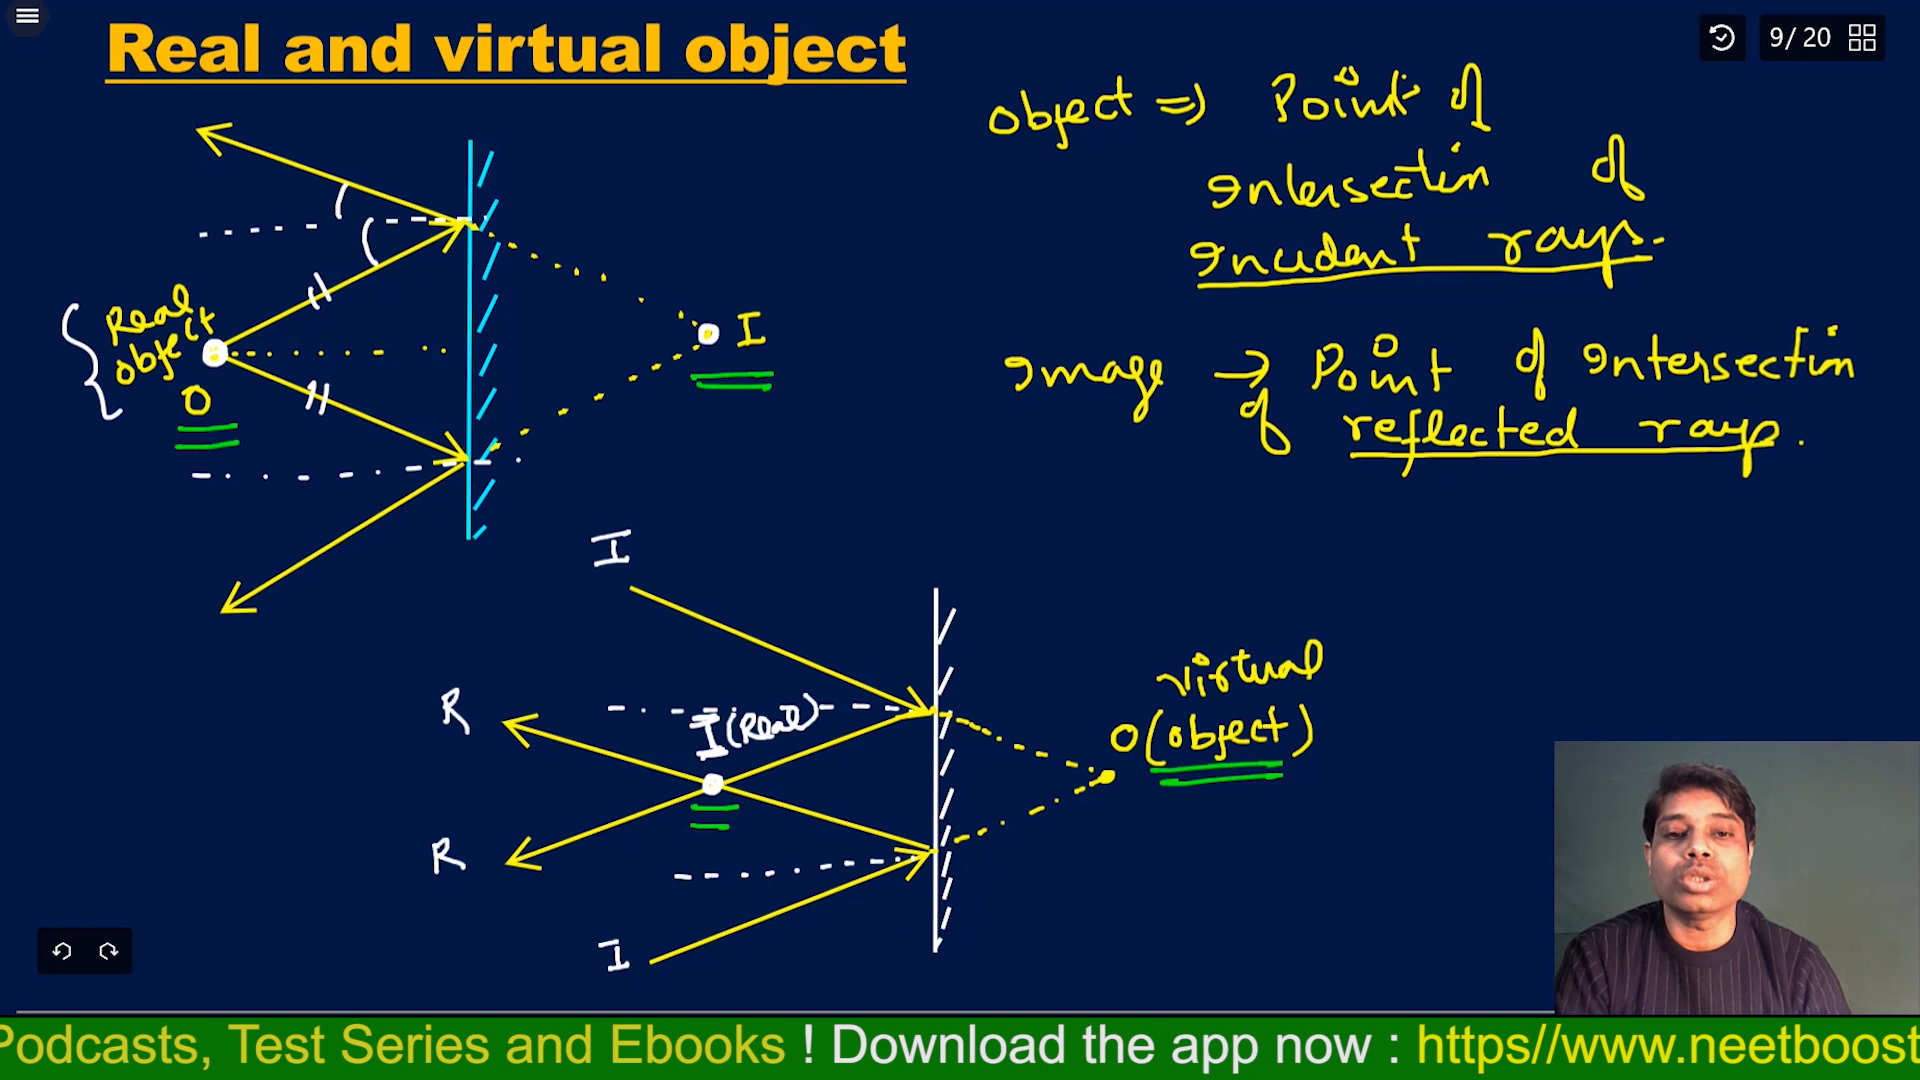 Real and virtual object
9/ 20
object ⇒ Point of
Intersection of
Incident rays.
Image → Point of Intersection
of reflected rays.
Real
object
O
I
I
R
I (Real)
R
I
Virtual
O (object)
Podcasts, Test Series and Ebooks ! Download the app now : https//www.neetboost